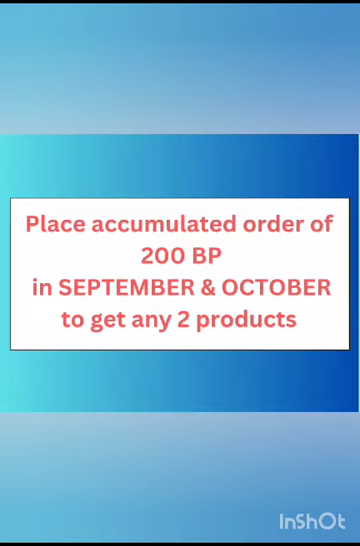 Place accumulated order of
200 BP
in SEPTEMBER & OCTOBER
to get any 2 products
InShOt